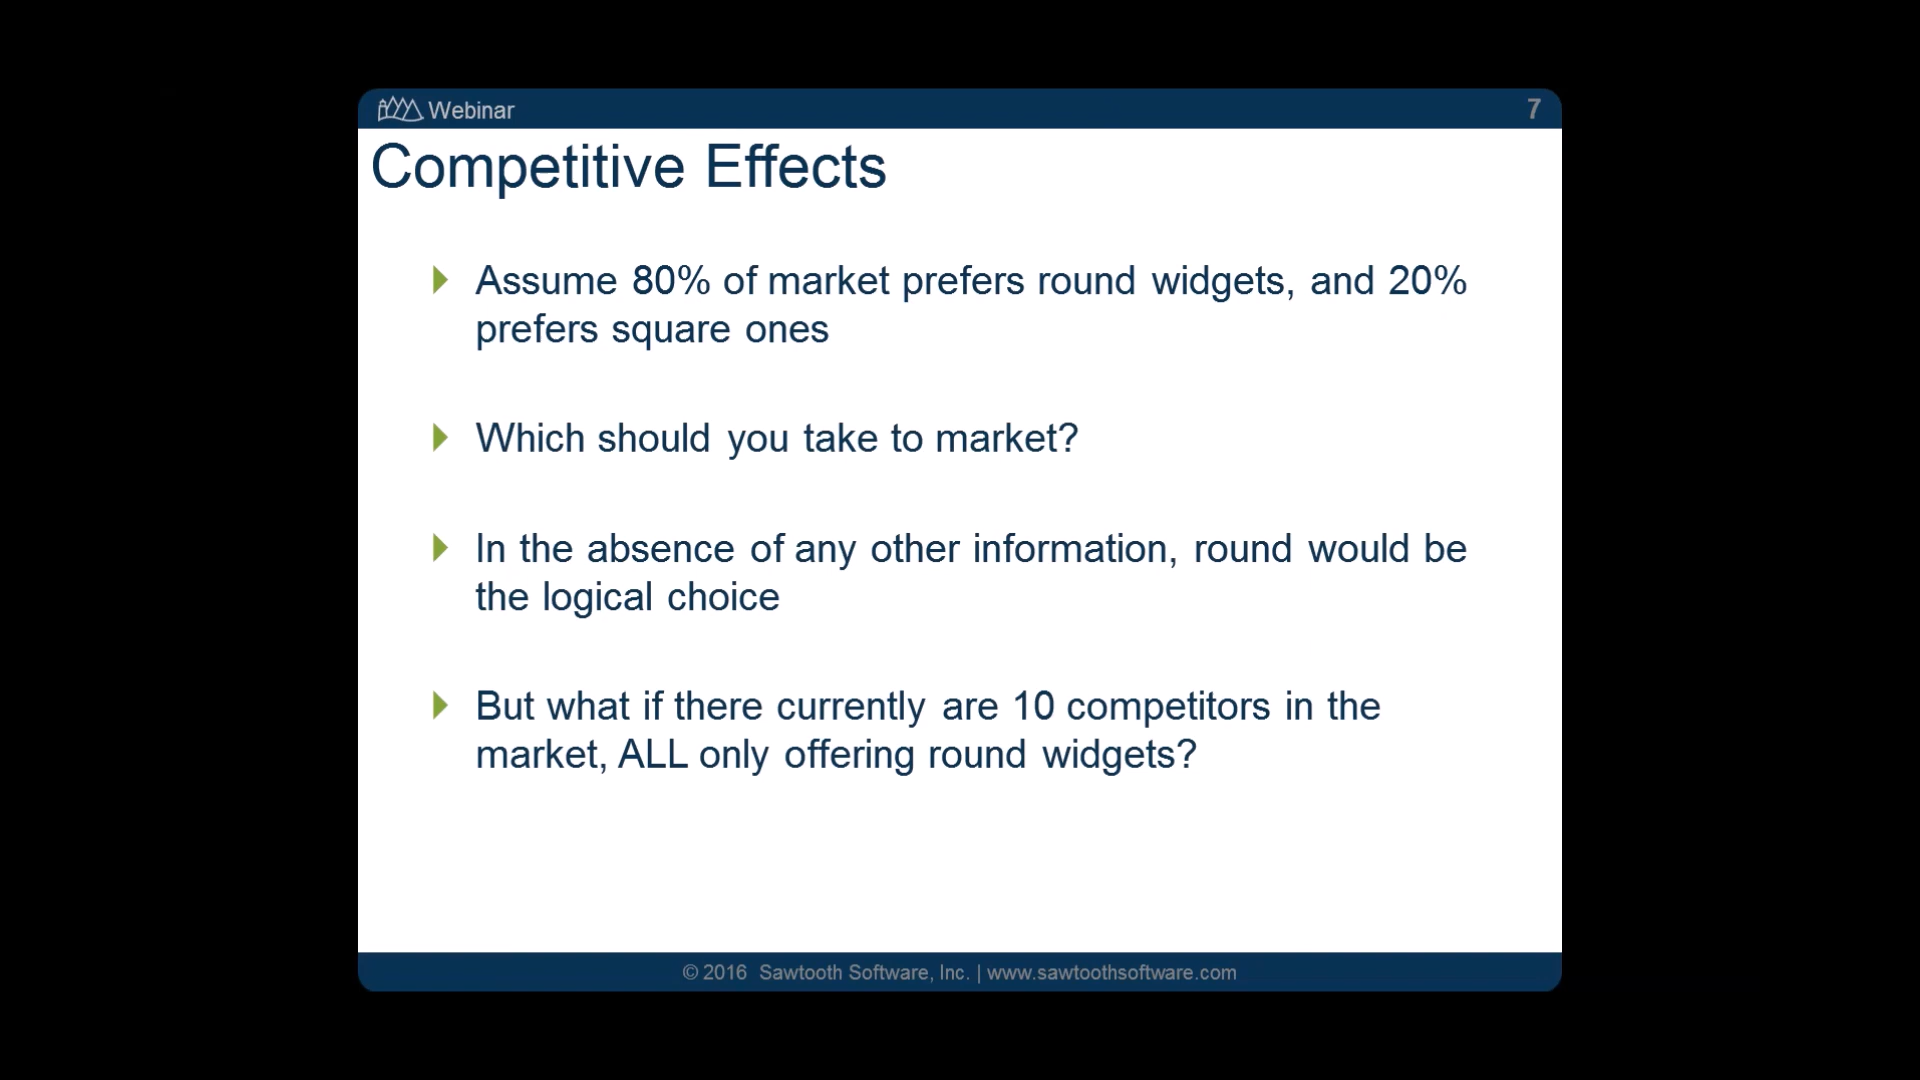 Webinar
7
Competitive Effects
Assume 80% of market prefers round widgets, and 20%
prefers square ones
Which should you take to market?
In the absence of any other information, round would be
the logical choice
But what if there currently are 10 competitors in the
market, ALL only offering round widgets?
© 2016 Sawtooth Software, Inc. | www.sawtoothsoftware.com